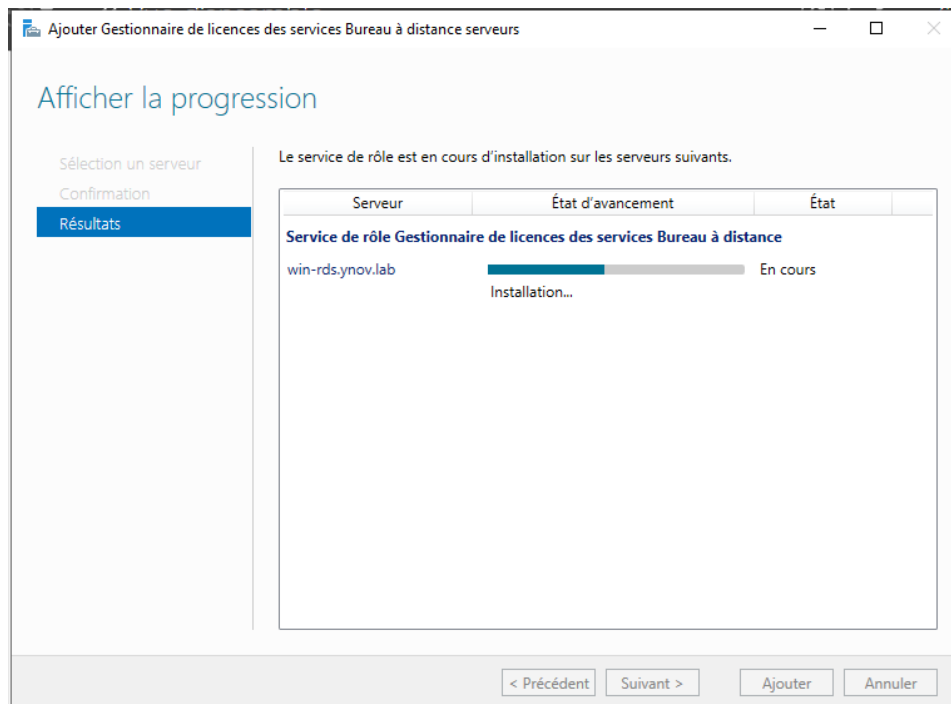 Ajouter Gestionnaire de licences des services Bureau à distance serveurs
Afficher la progression
Sélection un serveur
Confirmation
Résultats
Le service de rôle est en cours d'installation sur les serveurs suivants.
Serveur État d'avancement État
Service de rôle Gestionnaire de licences des services Bureau à distance
win-rds.ynov.lab En cours
Installation...
< Précédent Suivant > Ajouter Annuler